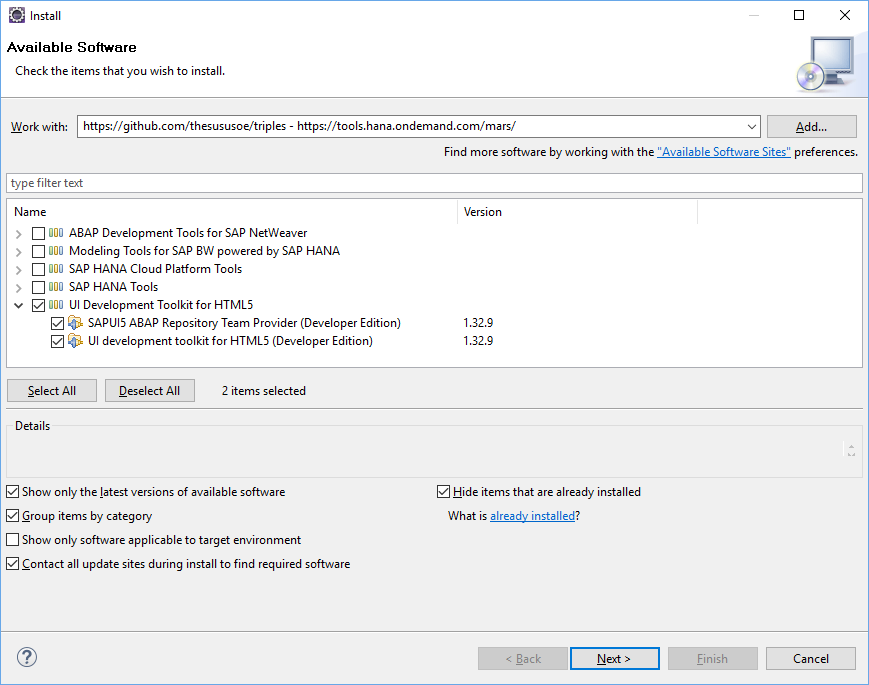 Install
Available Software
Check the items that you wish to install.
Work with: https://github.com/thesususoe/triples - https://tools.hana.ondemand.com/mars/ Add...
Find more software by working with the "Available Software Sites" preferences.
type filter text
Name Version
ABAP Development Tools for SAP NetWeaver
Modeling Tools for SAP BW powered by SAP HANA
SAP HANA Cloud Platform Tools
SAP HANA Tools
UI Development Toolkit for HTML5
SAPUI5 ABAP Repository Team Provider (Developer Edition) 1.32.9
UI development toolkit for HTML5 (Developer Edition) 1.32.9
Select All Deselect All 2 items selected
Details
Show only the latest versions of available software Hide items that are already installed
Group items by category What is already installed?
Show only software applicable to target environment
Contact all update sites during install to find required software
? < Back Next > Finish Cancel